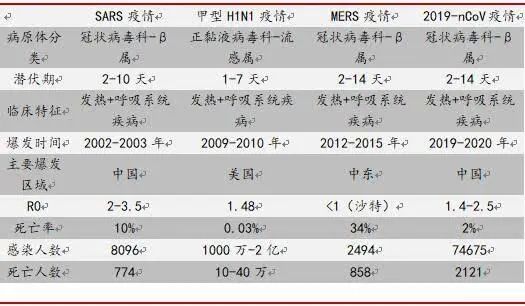 SARS 疫情 甲型 H1N1 疫情 MERS 疫情 2019-nCoV 疫情
病原体分 冠状病毒科-β 正黏液病毒科-流 冠状病毒科-β 冠状病毒科-β
类 属 感属 属 属
潜伏期 2-10 天 1-7 天 2-14 天 2-14 天
临床特征 发热+呼吸系统 发热+呼吸系统疾 发热+呼吸系统 发热+呼吸系统
疾病 病 疾病 疾病
爆发时间 2002-2003 年 2009-2010 年 2012-2015 年 2019-2020 年
主要爆发 中国 美国 中东 中国
区域
R0 2-3.5 1.48 <1（沙特） 1.4-2.5
死亡率 10% 0.03% 34% 2%
感染人数 8096 1000 万-2 亿 2494 74675
死亡人数 774 10-40 万 858 2121